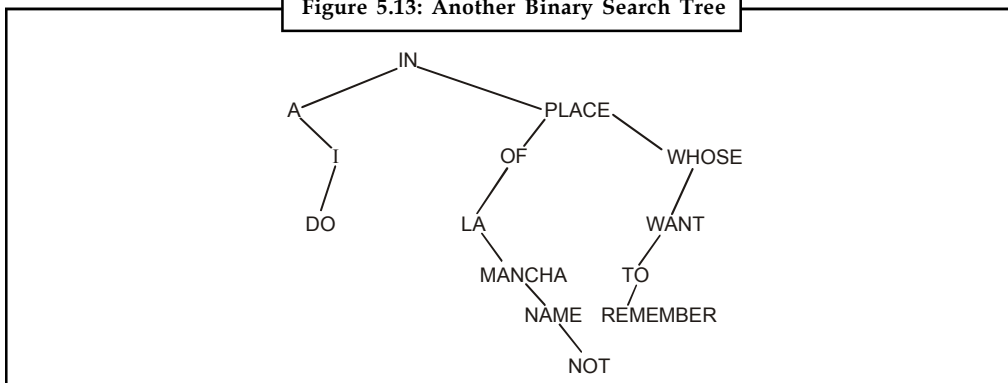 Figure 5.13: Another Binary Search Tree
IN
A PLACE
I OF WHOSE
DO LA WANT
MANCHA TO
NAME REMEMBER
NOT